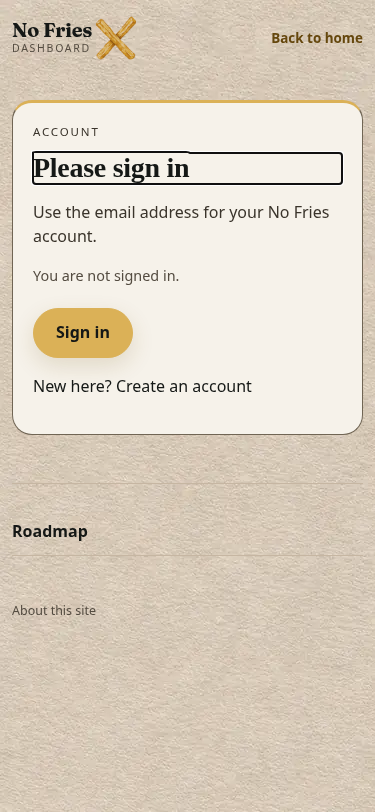 No Fries
DASHBOARD
Back to home
ACCOUNT
Please sign in
Use the email address for your No Fries
account.
You are not signed in.
Sign in
New here? Create an account
Roadmap
About this site